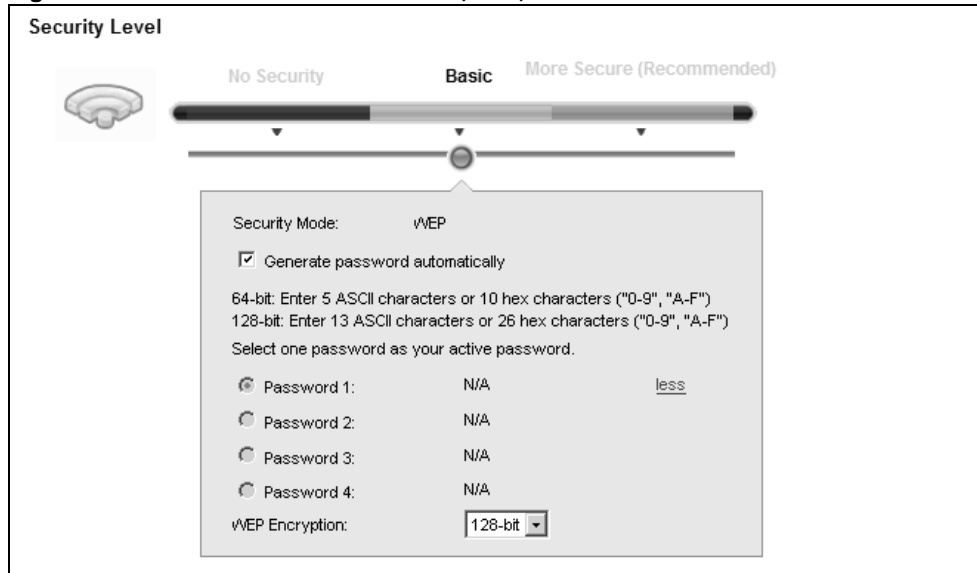 Security Level
No Security Basic More Secure (Recommended)
Security Mode: WEP
Generate password automatically
64-bit: Enter 5 ASCII characters or 10 hex characters ("0-9", "A-F")
128-bit: Enter 13 ASCII characters or 26 hex characters ("0-9", "A-F")
Select one password as your active password.
Password 1: N/A less
Password 2: N/A
Password 3: N/A
Password 4: N/A
WEP Encryption: 128-bit